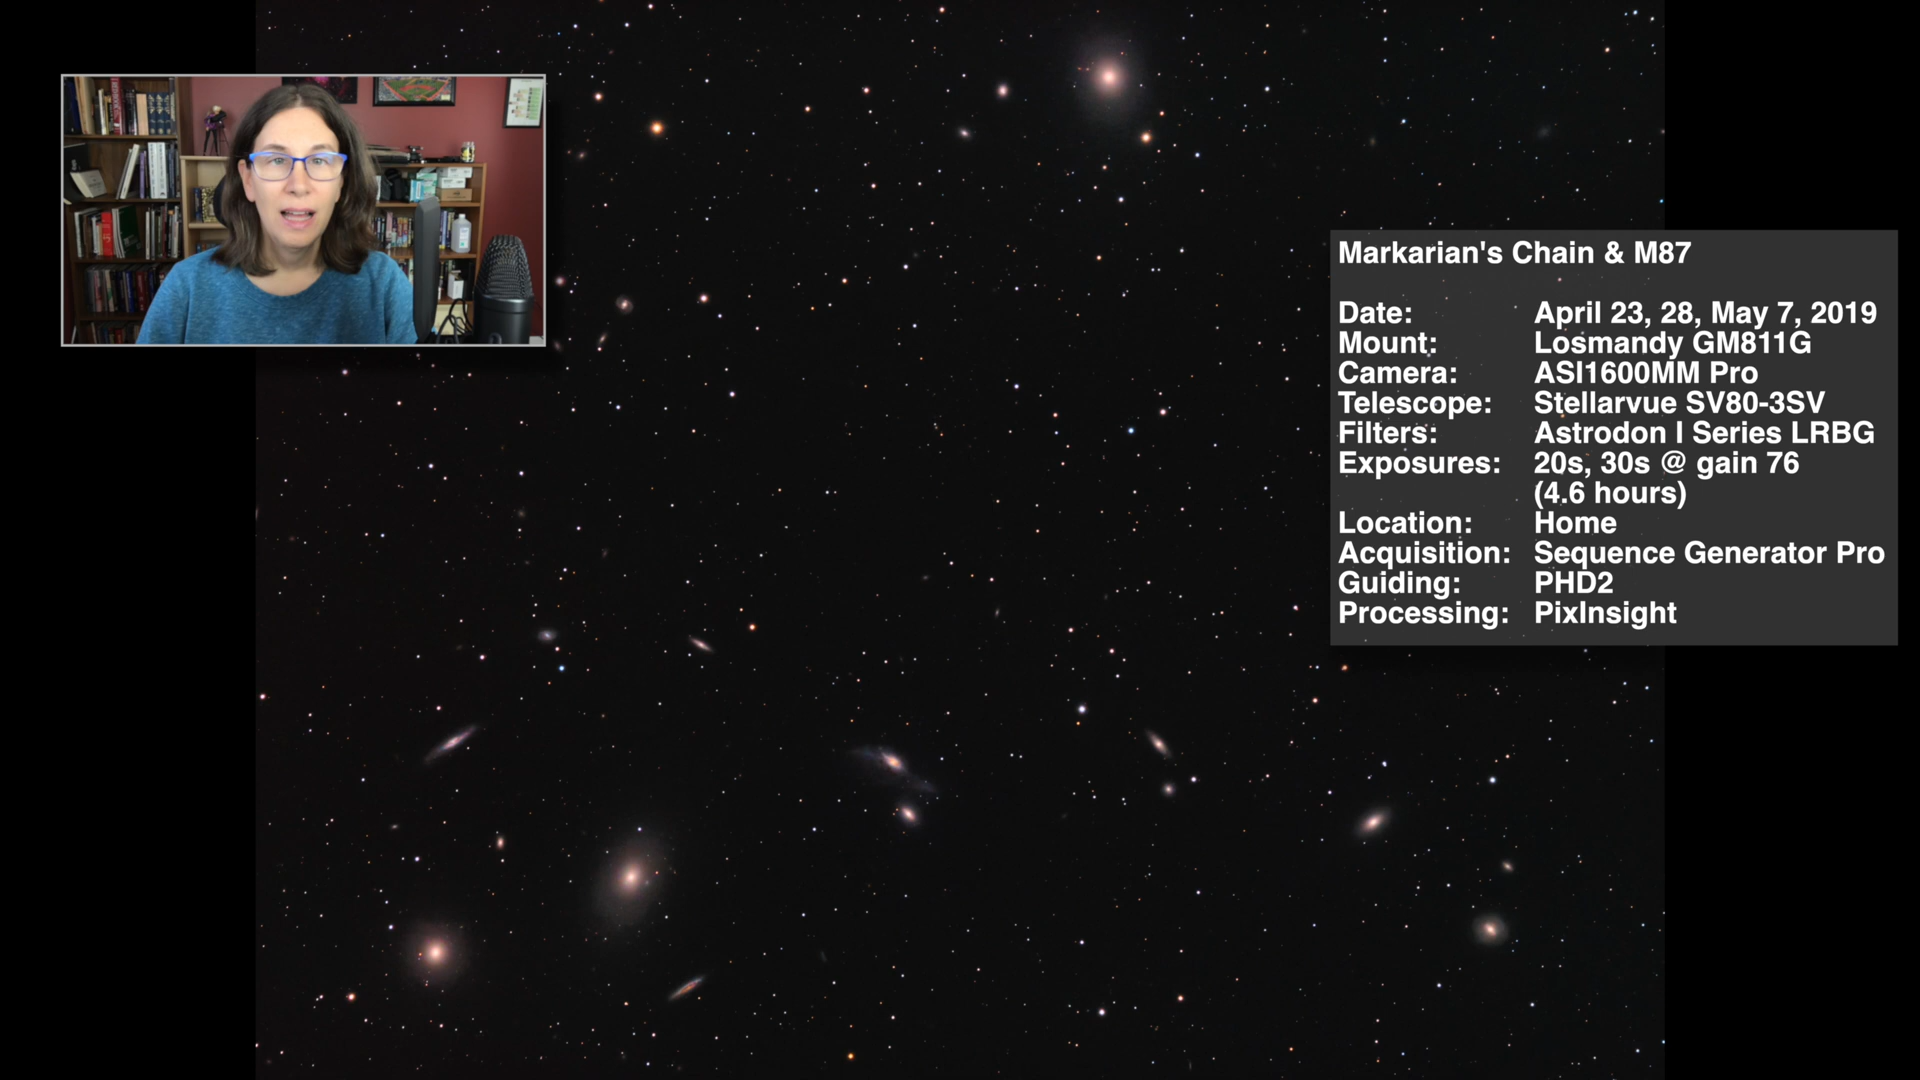 Markarian's Chain & M87
Date: April 23, 28, May 7, 2019
Mount: Losmandy GM811G
Camera: ASI1600MM Pro
Telescope: Stellarvue SV80-3SV
Filters: Astrodon I Series LRBG
Exposures: 20s, 30s @ gain 76
(4.6 hours)
Location: Home
Acquisition: Sequence Generator Pro
Guiding: PHD2
Processing: PixInsight